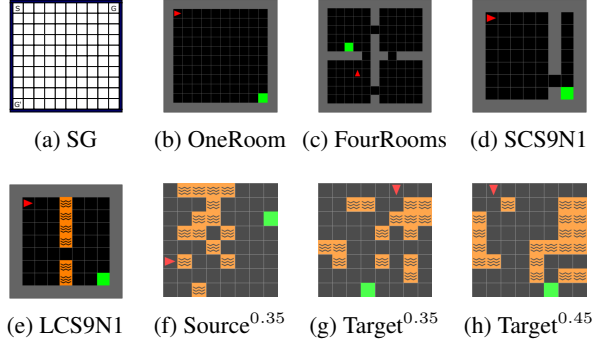 S G
G'
(a) SG (b) OneRoom (c) FourRooms (d) SCS9N1
(e) LCS9N1 (f) Source^0.35 (g) Target^0.35 (h) Target^0.45